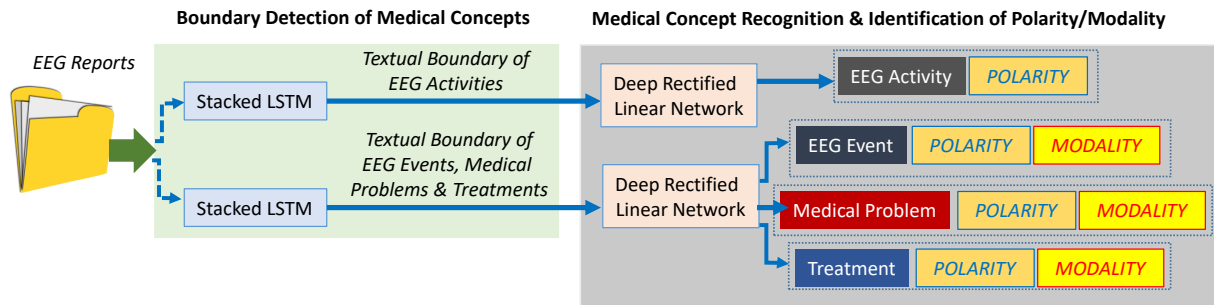 Boundary Detection of Medical Concepts
Medical Concept Recognition & Identification of Polarity/Modality
EEG Reports
Stacked LSTM
Textual Boundary of
EEG Activities
Deep Rectified
Linear Network
EEG Activity
POLARITY
Stacked LSTM
Textual Boundary of
EEG Events, Medical
Problems & Treatments
Deep Rectified
Linear Network
EEG Event
POLARITY
MODALITY
Medical Problem
POLARITY
MODALITY
Treatment
POLARITY
MODALITY